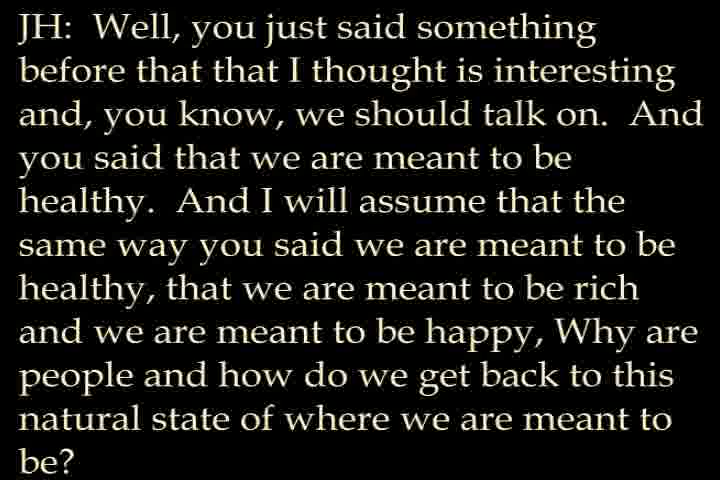 JH:  Well, you just said something
before that that I thought is interesting
and, you know, we should talk on.  And
you said that we are meant to be
healthy.  And I will assume that the
same way you said we are meant to be
healthy, that we are meant to be rich
and we are meant to be happy, Why are
people and how do we get back to this
natural state of where we are meant to
be?